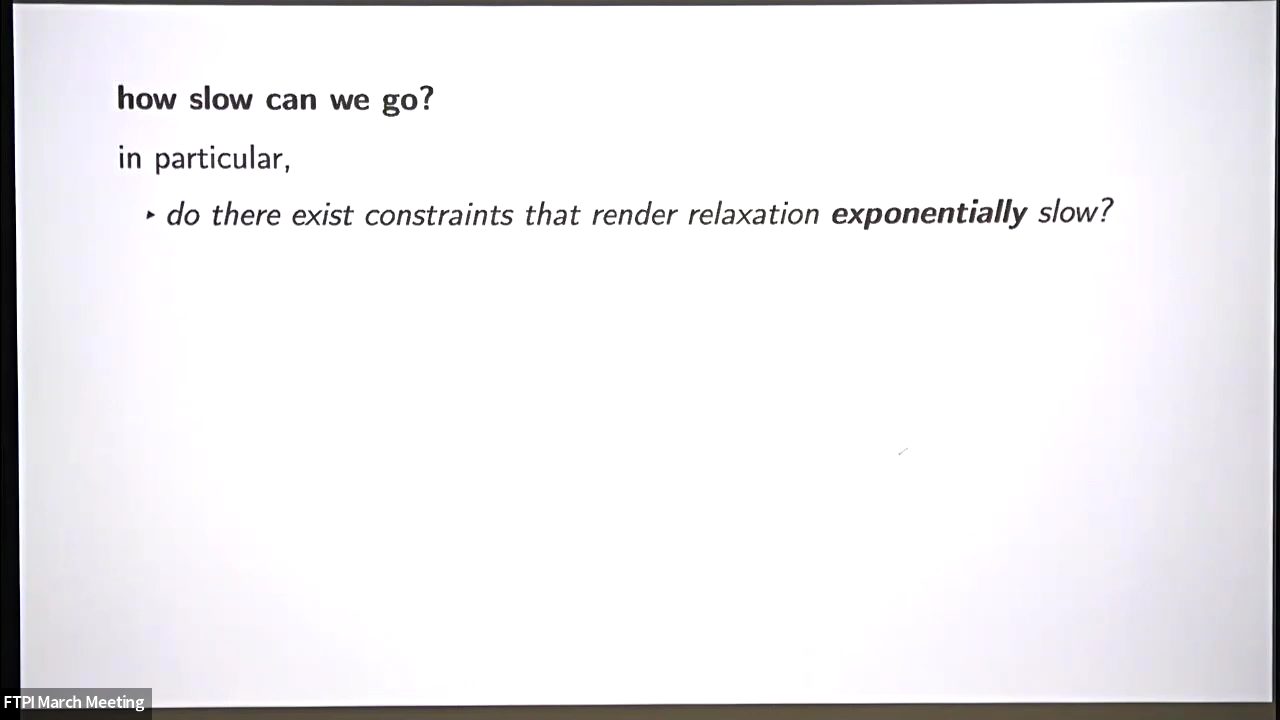 how slow can we go?
in particular,
‣ do there exist constraints that render relaxation exponentially slow?
FTPI March Meeting